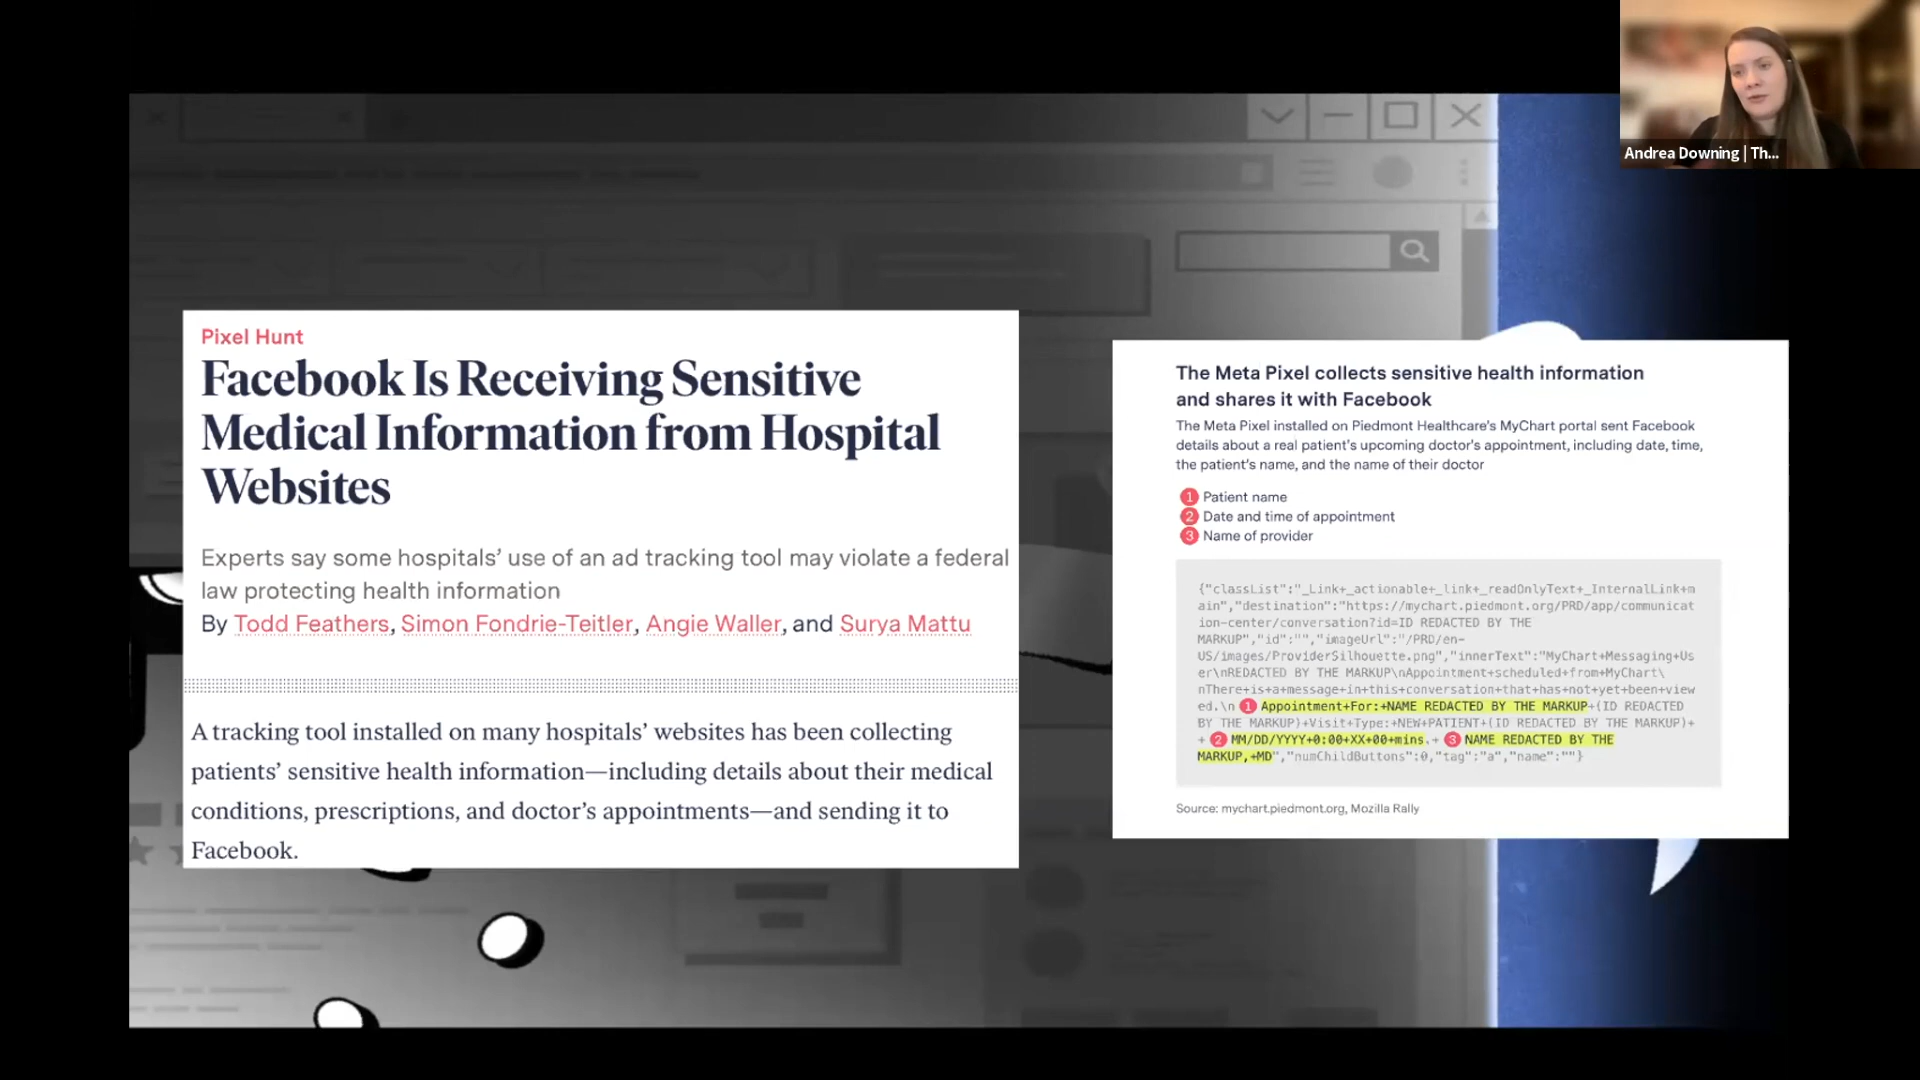 Andrea Downing | Th...
Pixel Hunt
Facebook Is Receiving Sensitive
Medical Information from Hospital
Websites
Experts say some hospitals’ use of an ad tracking tool may violate a federal
law protecting health information
By Todd Feathers, Simon Fondrie-Teitler, Angie Waller, and Surya Mattu
A tracking tool installed on many hospitals’ websites has been collecting
patients’ sensitive health information—including details about their medical
conditions, prescriptions, and doctor’s appointments—and sending it to
Facebook.
The Meta Pixel collects sensitive health information
and shares it with Facebook
The Meta Pixel installed on Piedmont Healthcare’s MyChart portal sent Facebook
details about a real patient’s upcoming doctor’s appointment, including date, time,
the patient’s name, and the name of their doctor
1 Patient name
2 Date and time of appointment
3 Name of provider
{"classList":"_Link+_actionable+_link+_readOnlyText+_InternalLink+m
ain","destination":"https://mychart.piedmont.org/PRD/app/communicat
ion-center/conversation?id=ID REDACTED BY THE
MARKUP","id":"","imageUrl":"/PRD/en-
US/images/ProviderSilhouette.png","innerText":"MyChart+Messaging+Us
er\nREDACTED BY THE MARKUP\nAppointment+scheduled+from+MyChart\
nThere+is+a+message+in+this+conversation+that+has+not+yet+been+view
ed.\n 1 Appointment+For:+NAME REDACTED BY THE MARKUP+(ID REDACTED
BY THE MARKUP)+Visit+Type:+NEW+PATIENT+(ID REDACTED BY THE MARKUP)+
+ 2 MM/DD/YYYY+0:00+XX+00+mins.+ 3 NAME REDACTED BY THE
MARKUP,+MD","numChildButtons":0,"tag":"a","name":""}
Source: mychart.piedmont.org, Mozilla Rally